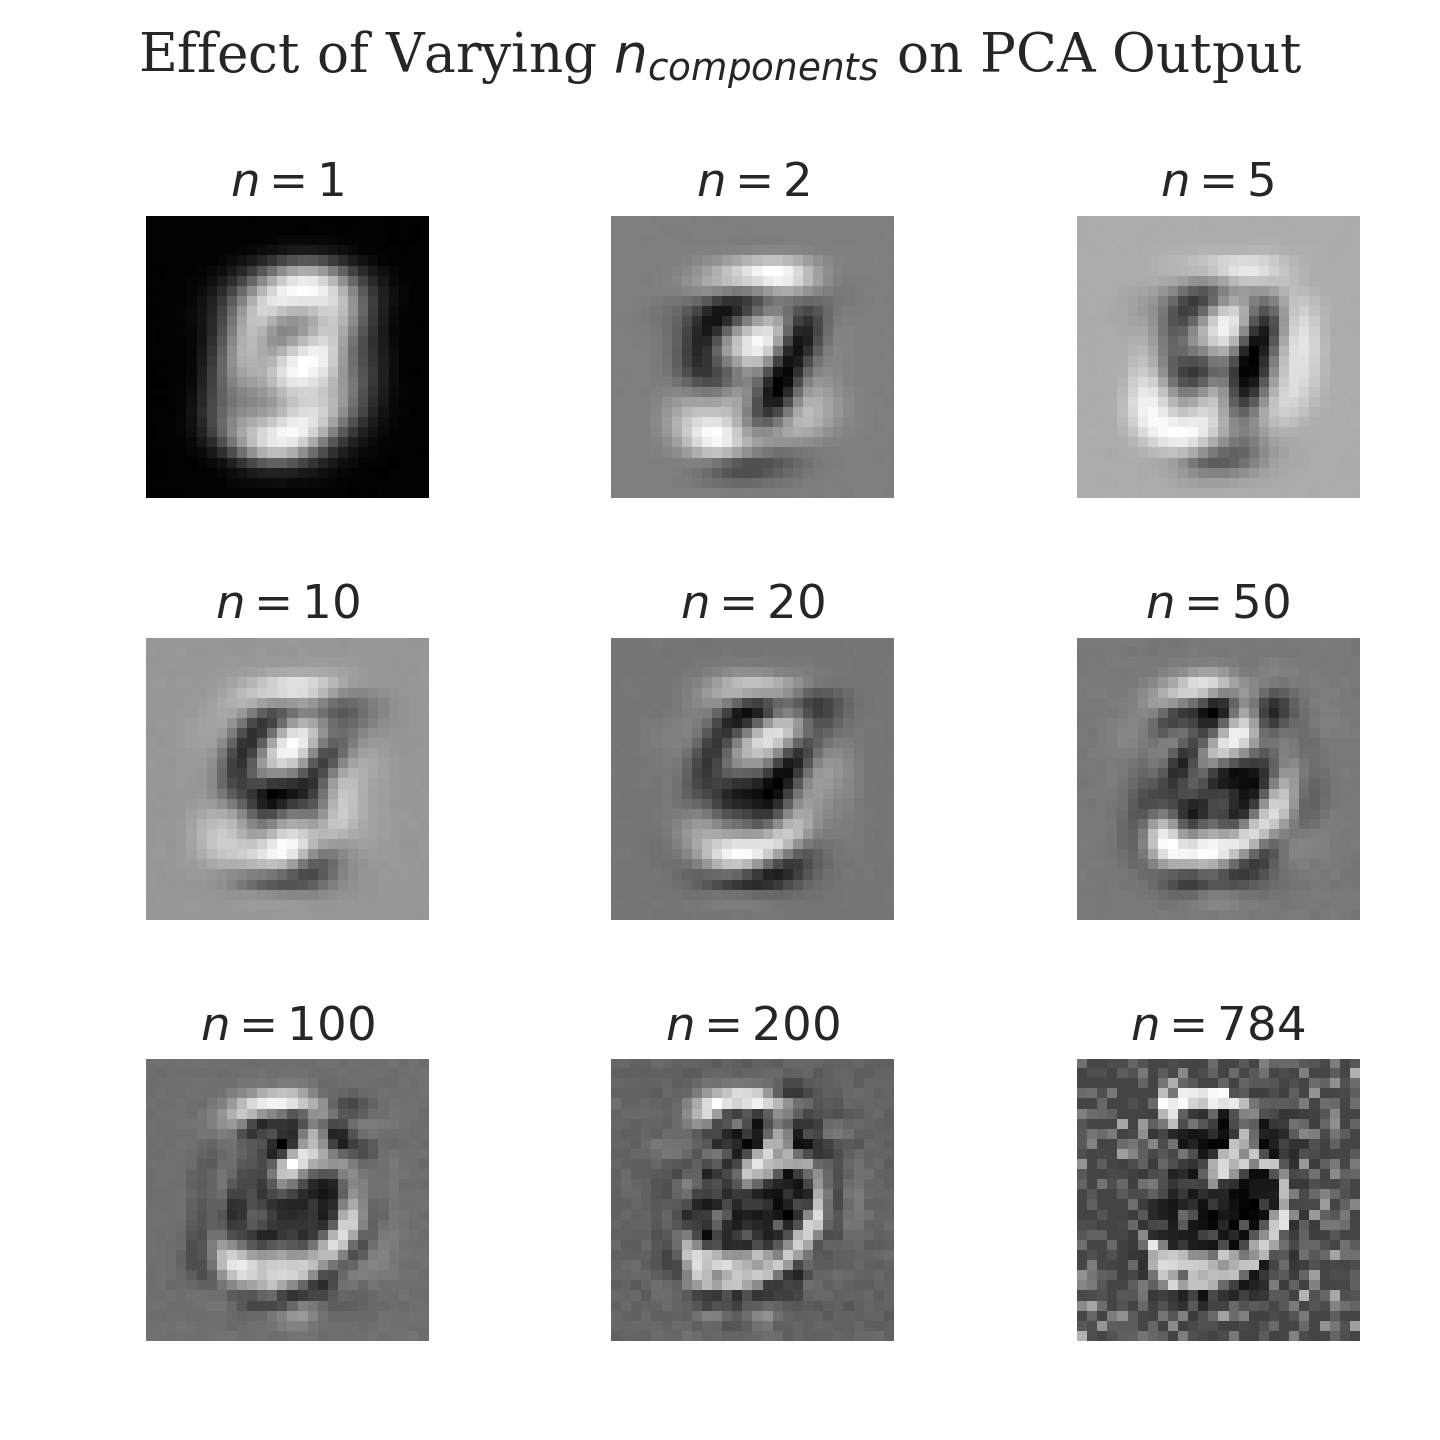 Effect of Varying n_components on PCA Output
n = 1
n = 2
n = 5
n = 10
n = 20
n = 50
n = 100
n = 200
n = 784